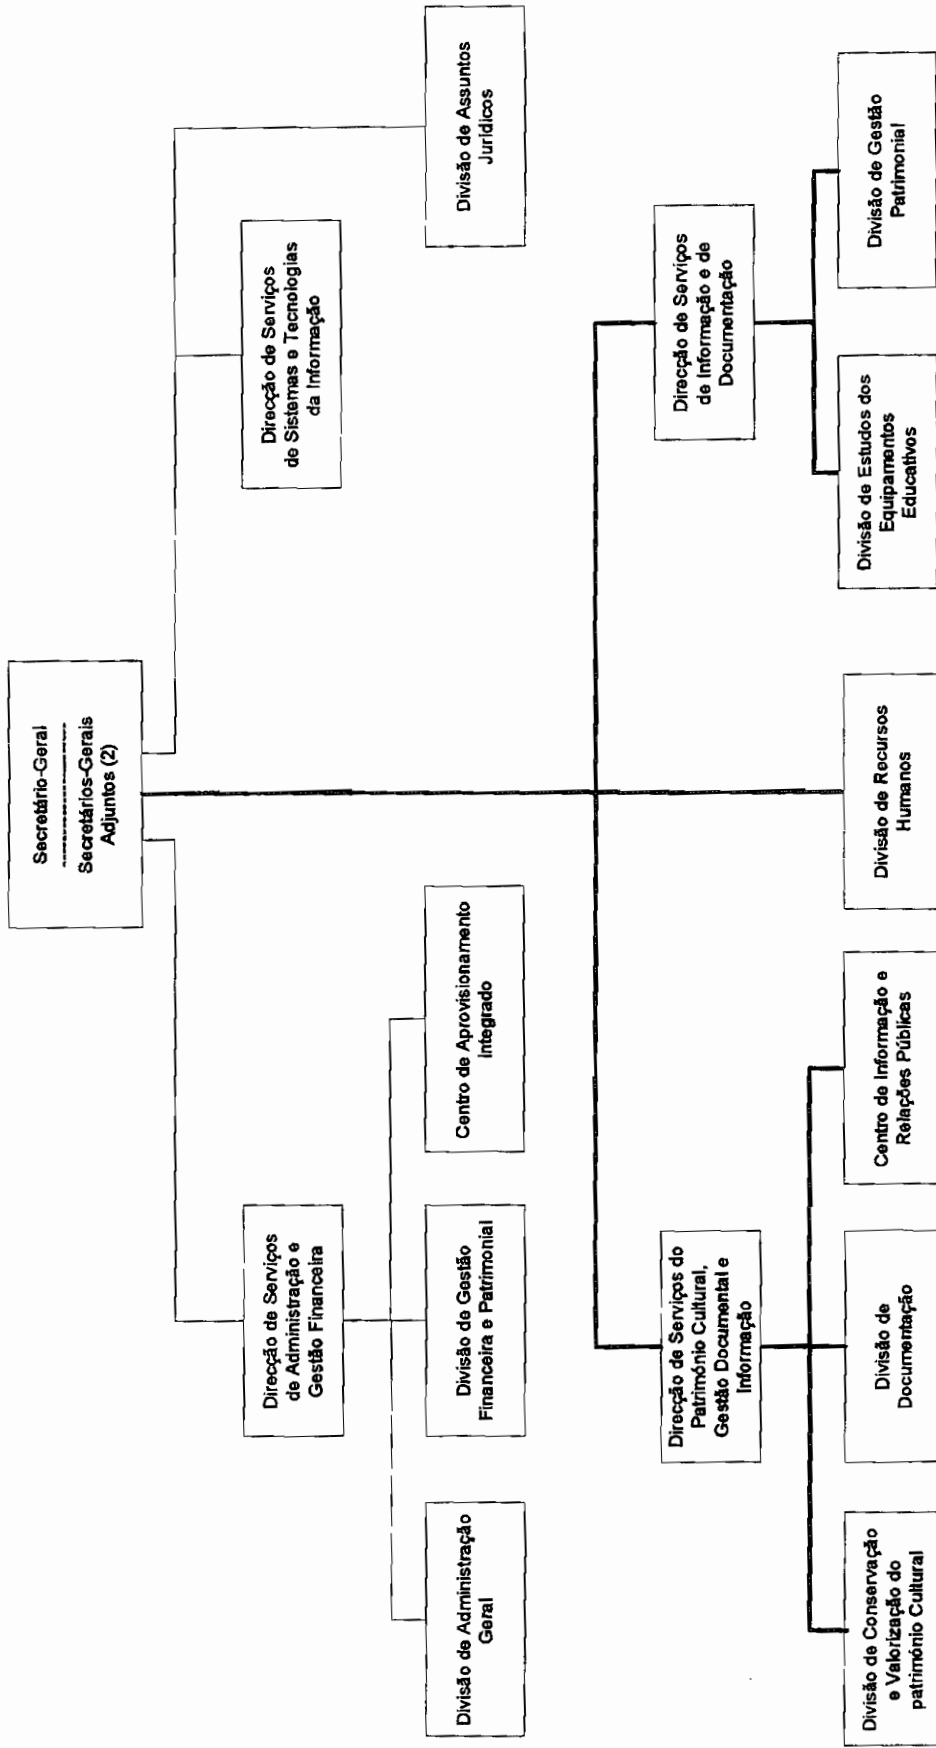 Secretário-Geral
Secretários-Gerais
Adjuntos (2)
Direcção de Serviços
de Administração e
Gestão Financeira
Direcção de Serviços
de Sistemas e Tecnologias
da Informação
Divisão de Administração
Geral
Divisão de Gestão
Financeira e Patrimonial
Centro de Aprovisionamento
Integrado
Divisão de Assuntos
Jurídicos
Direcção de Serviços do
Património Cultural,
Gestão Documental e
Informação
Direcção de Serviços
de Informação e de
Documentação
Divisão de Conservação
e Valorização do
património Cultural
Divisão de
Documentação
Centro de Informação e
Relações Públicas
Divisão de Recursos
Humanos
Divisão de Estudos dos
Equipamentos
Educativos
Divisão de Gestão
Patrimonial